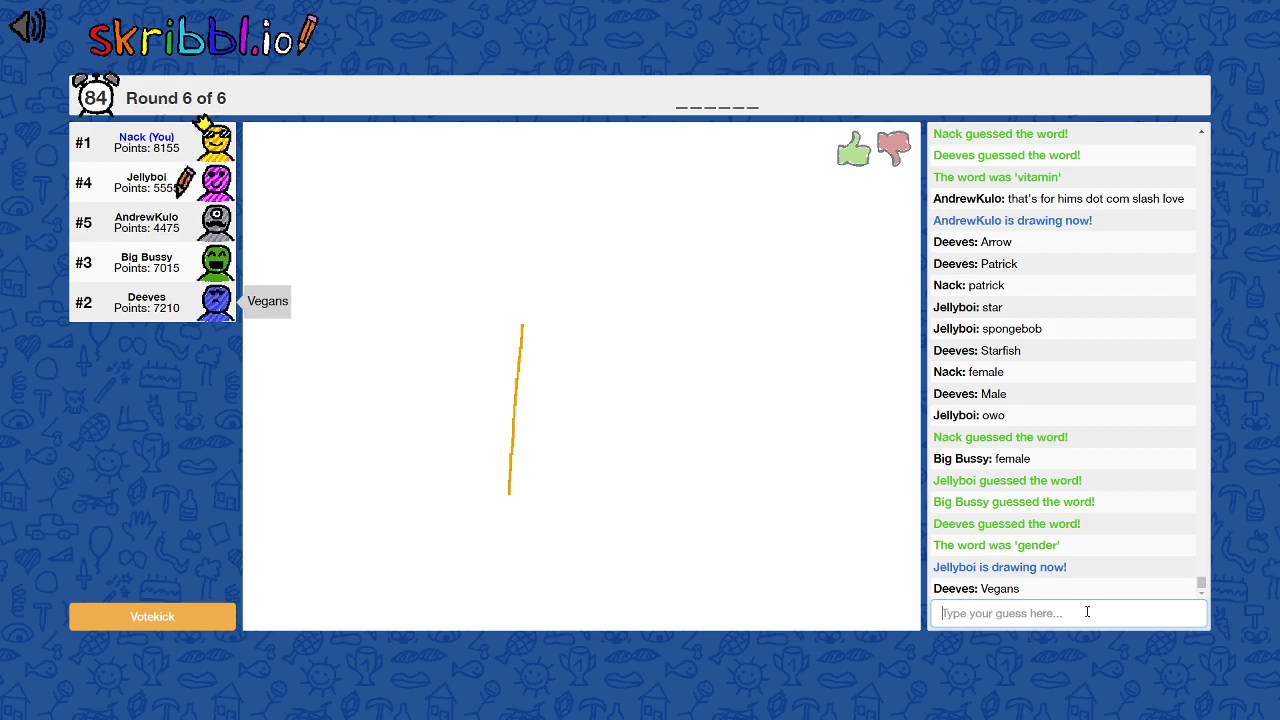 skribbl.io
84 Round 6 of 6 ______
#1 Nack (You)
Points: 8155
#4 Jellyboi
Points: 5555
#5 AndrewKulo
Points: 4475
#3 Big Bussy
Points: 7015
#2 Deeves
Points: 7210
Vegans
Votekick
Nack guessed the word!
Deeves guessed the word!
The word was 'vitamin'
AndrewKulo: that's for hims dot com slash love
AndrewKulo is drawing now!
Deeves: Arrow
Deeves: Patrick
Nack: patrick
Jellyboi: star
Jellyboi: spongebob
Deeves: Starfish
Nack: female
Deeves: Male
Jellyboi: owo
Nack guessed the word!
Big Bussy: female
Jellyboi guessed the word!
Big Bussy guessed the word!
Deeves guessed the word!
The word was 'gender'
Jellyboi is drawing now!
Deeves: Vegans
Type your guess here...